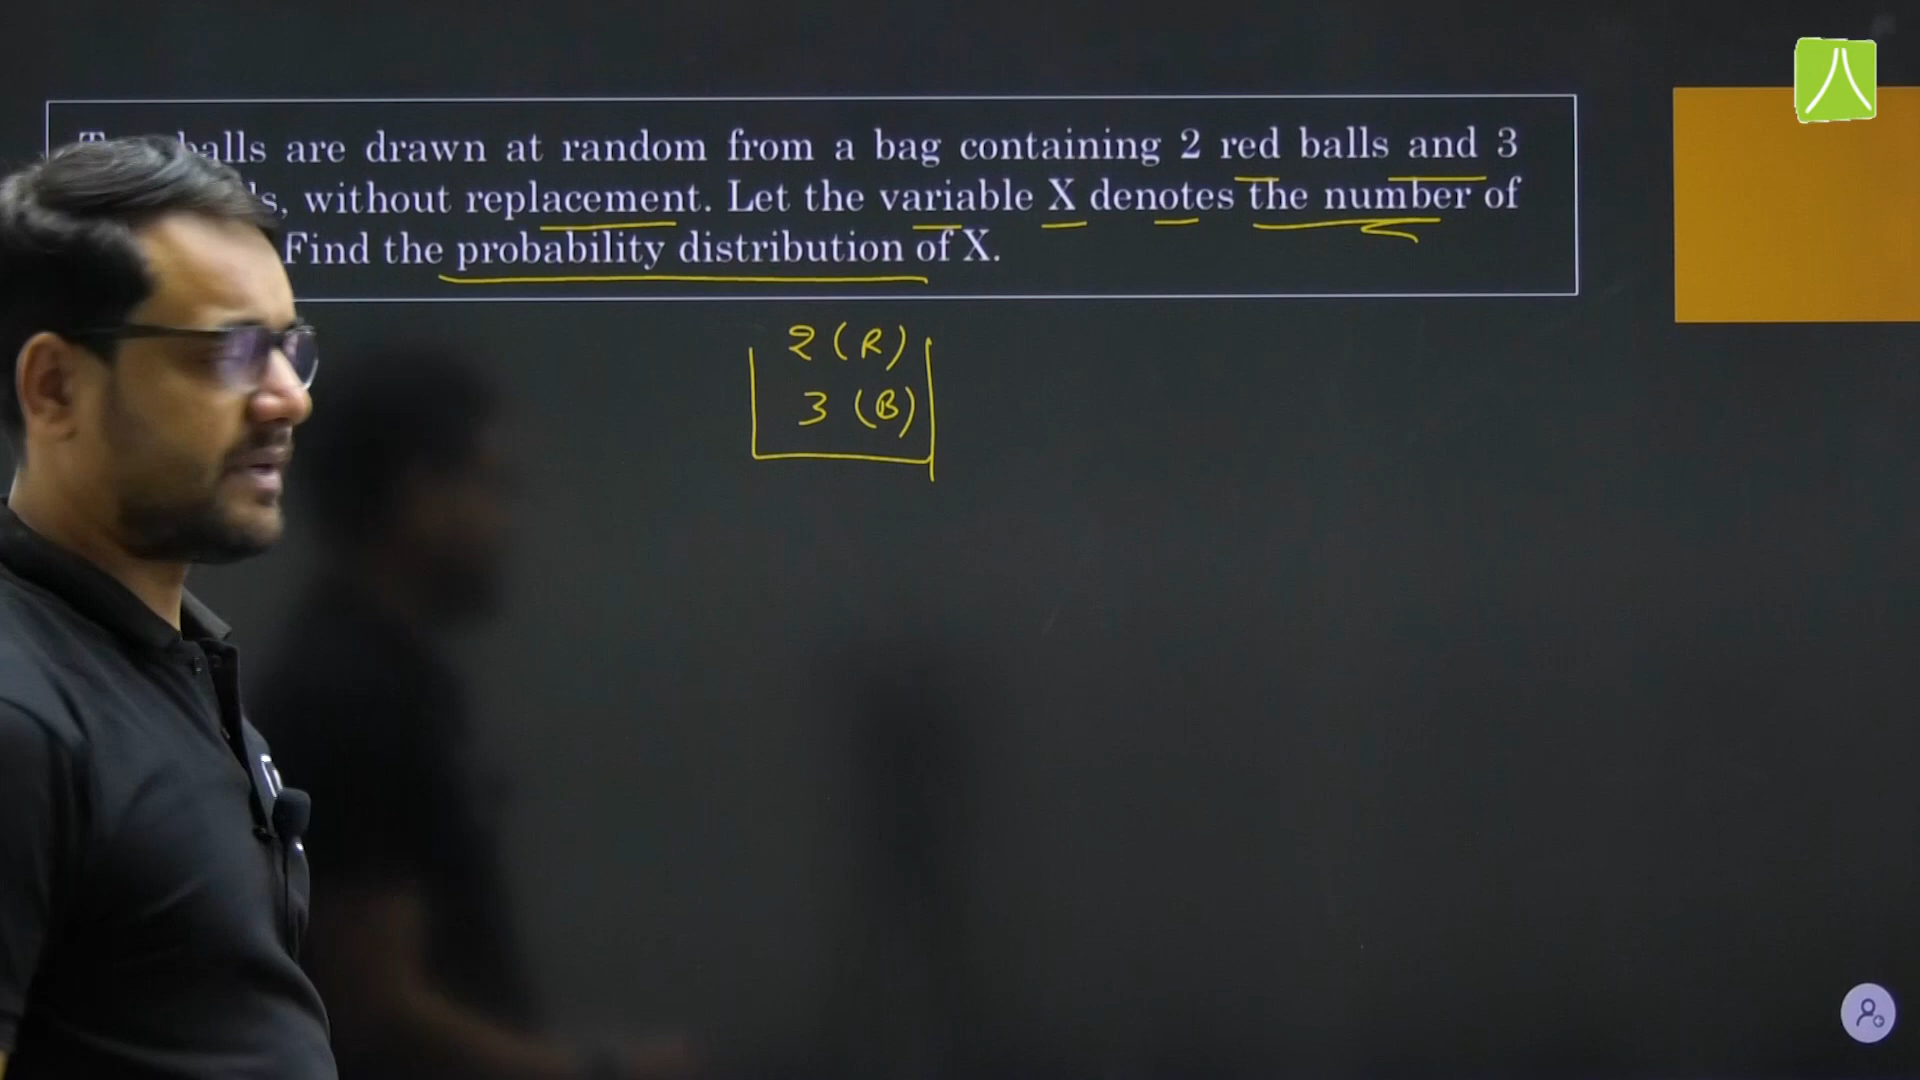 balls are drawn at random from a bag containing 2 red balls and 3
without replacement. Let the variable X denotes the number of
Find the probability distribution of X.
2 (R)
3 (B)